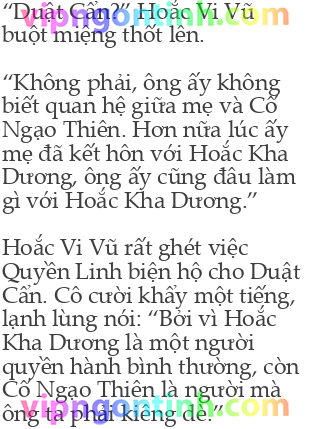 “Duật Cẩn?” Hoắc Vi Vũ
buột miệng thốt lên.
“Không phải, ông ấy không
biết quan hệ giữa mẹ và Cố
Ngạo Thiên. Hơn nữa lúc ấy
mẹ đã kết hôn với Hoắc Kha
Dương, ông ấy cũng đâu làm
gì với Hoắc Kha Dương.”
Hoắc Vi Vũ rất ghét việc
Quyền Linh biện hộ cho Duật
Cẩn. Cô cười khẩy một tiếng,
lạnh lùng nói: “Bởi vì Hoắc
Kha Dương là một người
quyền hành bình thường, còn
Cố Ngạo Thiên là người mà
ông ta phải kiêng dè.”
vipngontinh.com
vipngontinh.com